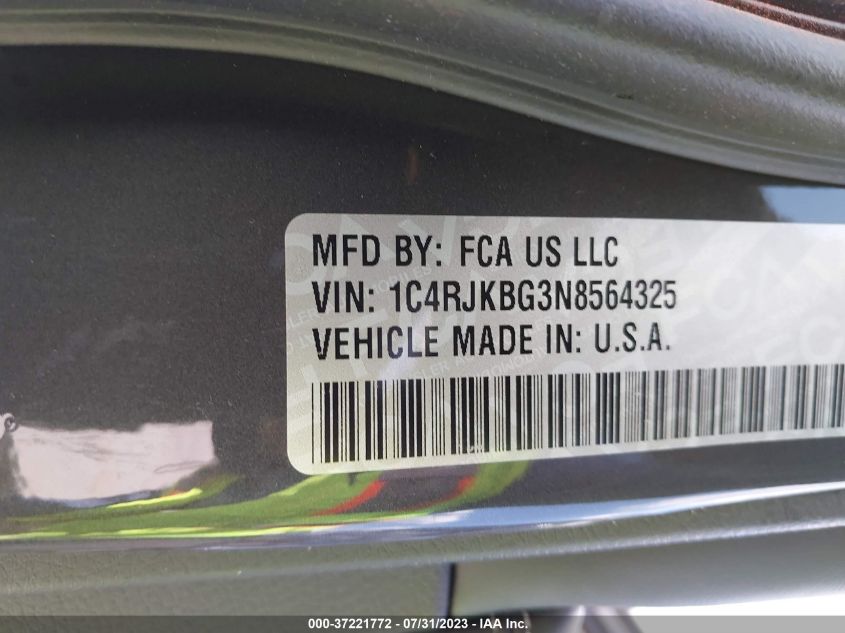 MFD BY: FCA US LLC
VIN: 1C4RJKBG3N8564325
VEHICLE MADE IN: U.S.A.
000-37221772 - 07/31/2023 - IAA Inc.